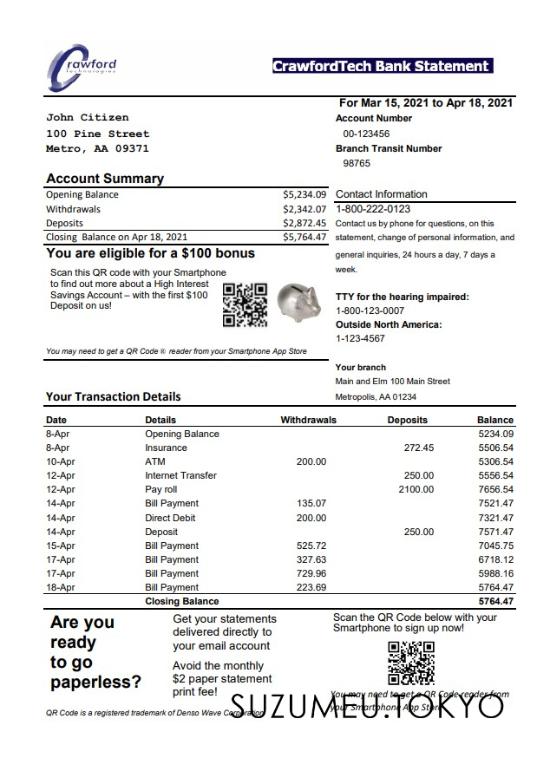 Crawford
technologies
CrawfordTech Bank Statement
For Mar 15, 2021 to Apr 18, 2021
John Citizen
100 Pine Street
Metro, AA 09371
Account Number
00-123456
Branch Transit Number
98765
Account Summary
Opening Balance $5,234.09
Withdrawals $2,342.07
Deposits $2,872.45
Closing Balance on Apr 18, 2021 $5,764.47
Contact Information
1-800-222-0123
Contact us by phone for questions, on this
statement, change of personal information, and
general inquiries, 24 hours a day, 7 days a
week.
TTY for the hearing impaired:
1-800-123-0007
Outside North America:
1-123-4567
You are eligible for a $100 bonus
Scan this QR code with your Smartphone
to find out more about a High Interest
Savings Account – with the first $100
Deposit on us!
You may need to get a QR Code® reader from your Smartphone App Store
Your branch
Main and Elm 100 Main Street
Metropolis, AA 01234
Your Transaction Details
Date Details Withdrawals Deposits Balance
8-Apr Opening Balance 5234.09
8-Apr Insurance 272.45 5506.54
10-Apr ATM 200.00 5306.54
12-Apr Internet Transfer 250.00 5556.54
12-Apr Pay roll 2100.00 7656.54
14-Apr Bill Payment 135.07 7521.47
14-Apr Direct Debit 200.00 7321.47
14-Apr Deposit 250.00 7571.47
15-Apr Bill Payment 525.72 7045.75
17-Apr Bill Payment 327.63 6718.12
17-Apr Bill Payment 729.96 5988.16
18-Apr Bill Payment 223.69 5764.47
Closing Balance 5764.47
Are you
ready
to go
paperless?
Get your statements
delivered directly to
your email account
Avoid the monthly
$2 paper statement
print fee!
Scan the QR Code below with your
Smartphone to sign up now!
You may need to get a QR Code reader from
your Smartphone App Store
QR Code is a registered trademark of Denso Wave Corporation
SUZUMEU.TOKYO